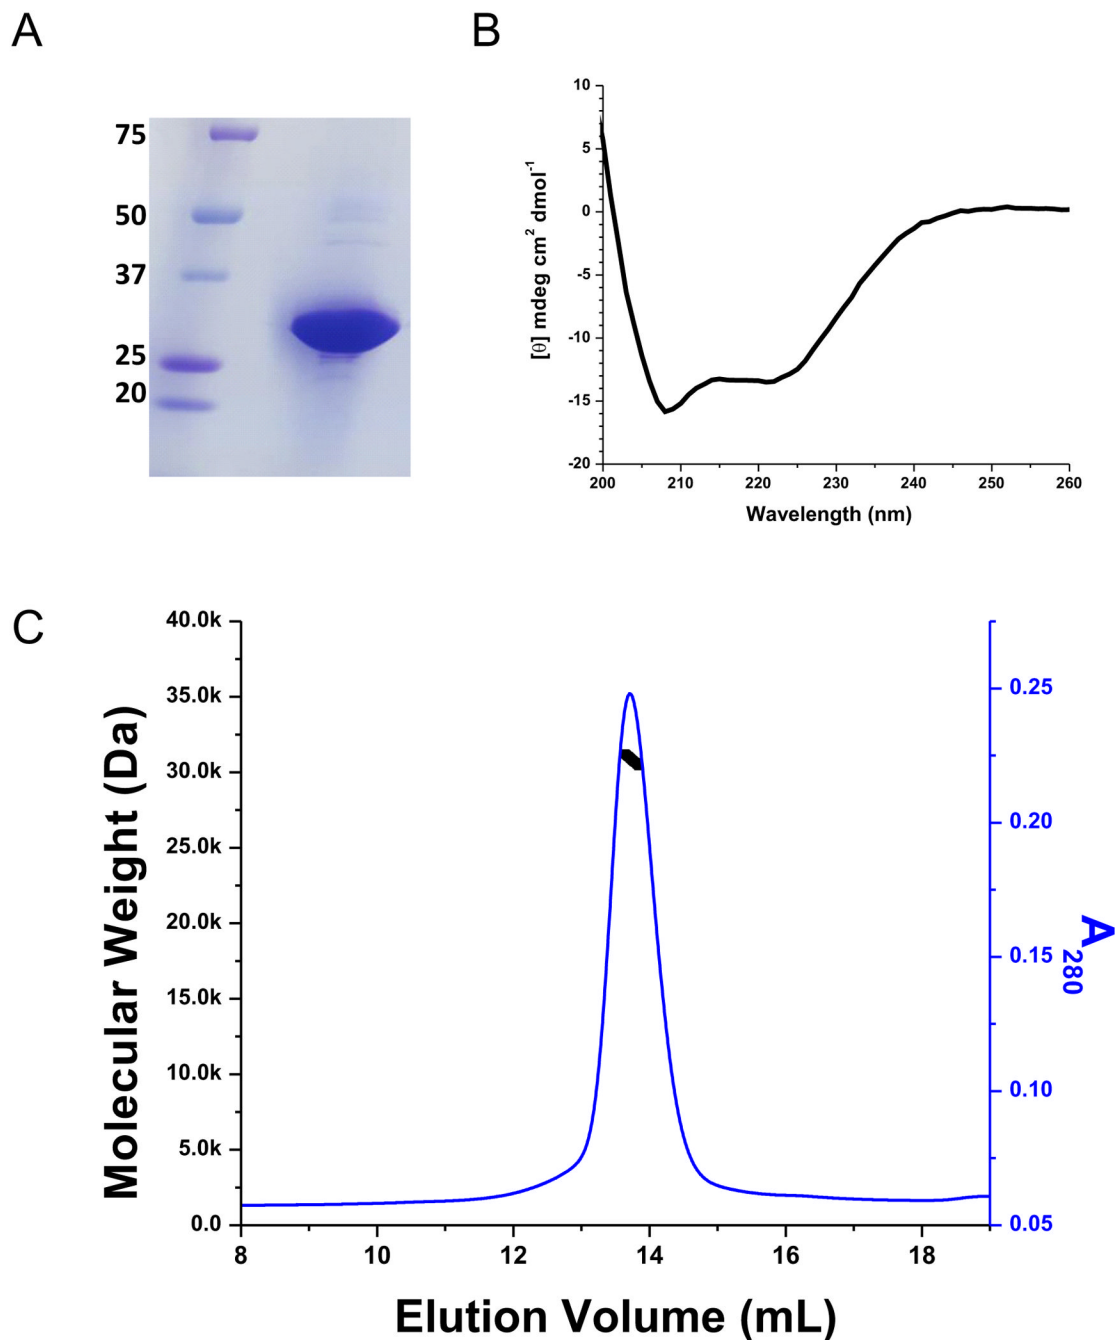 A
75
50
37
25
20
B
10
5
0
-5
-10
-15
-20
[θ] mdeg cm² dmol⁻¹
200 210 220 230 240 250 260
Wavelength (nm)
C
40.0k
35.0k
30.0k
25.0k
20.0k
15.0k
10.0k
5.0k
0.0
Molecular Weight (Da)
0.25
0.20
0.15
0.10
0.05
A₂₈₀
8 10 12 14 16 18
Elution Volume (mL)